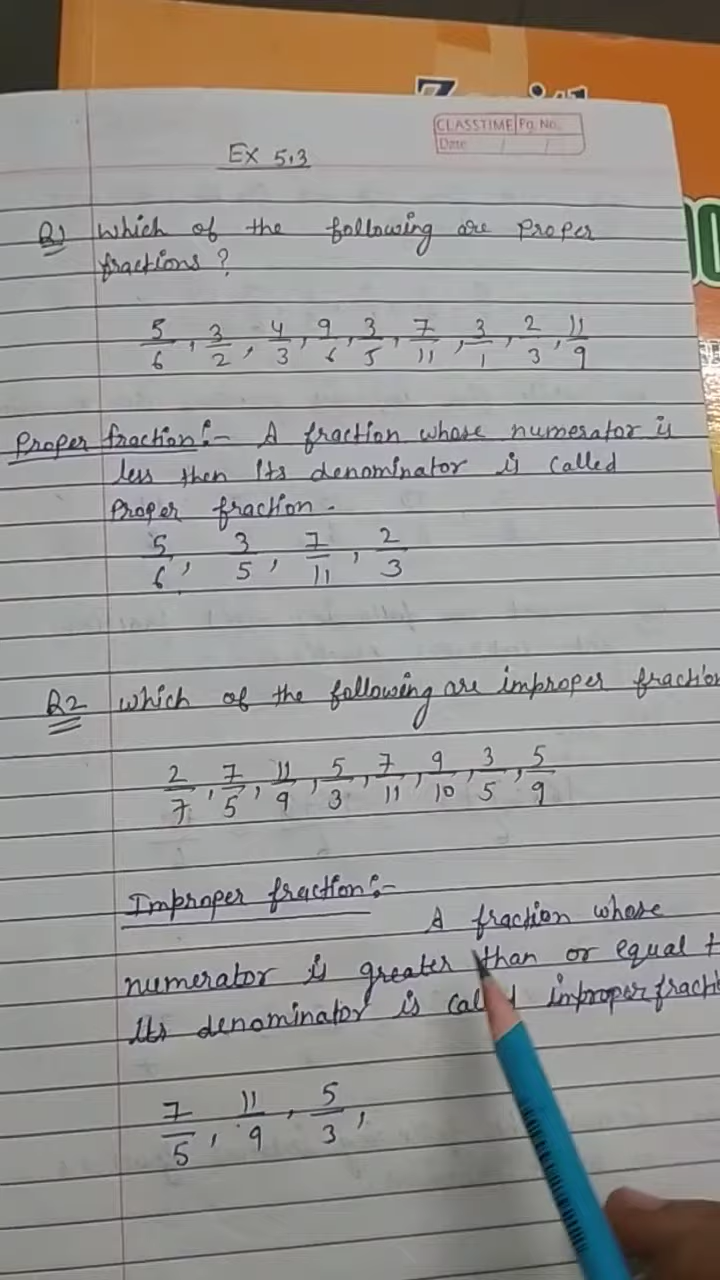 CLASSTIME Pg. No.
Date / /
Ex 5.3
Q1 Which of the following are Proper
fractions ?
5/6, 3/2, 4/3, 9/6, 3/5, 7/11, 3/1, 2/3, 11/9
Proper fraction :- A fraction whose numerator is
less then its denominator is called
Proper fraction.
5/6, 3/5, 7/11, 2/3
Q2 which of the following are improper fraction
2/7, 7/5, 11/9, 5/3, 7/11, 9/10, 3/5, 5/9
Improper fraction :-
A fraction whose
numerator is greater than or equal t
its denominator is called improper fracti
7/5, 11/9, 5/3,